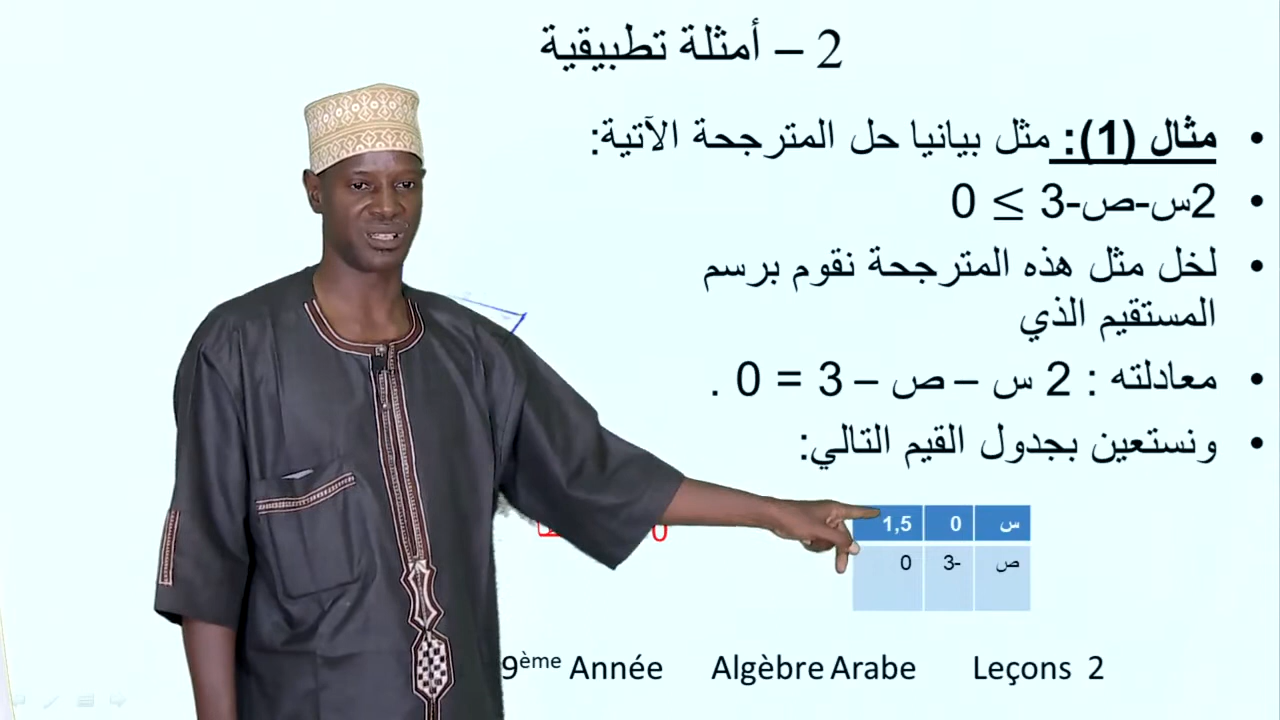 2 – أمثلة تطبيقية
مثال (1): مثل بيانيا حل المترجحة الآتية:
2س-ص-3 ≥ 0
لخل مثل هذه المترجحة نقوم برسم
المستقيم الذي
معادلته : 2 س – ص – 3 = 0 .
ونستعين بجدول القيم التالي:
س 0 1,5
ص -3 0
0
9ème Année Algèbre Arabe Leçons 2